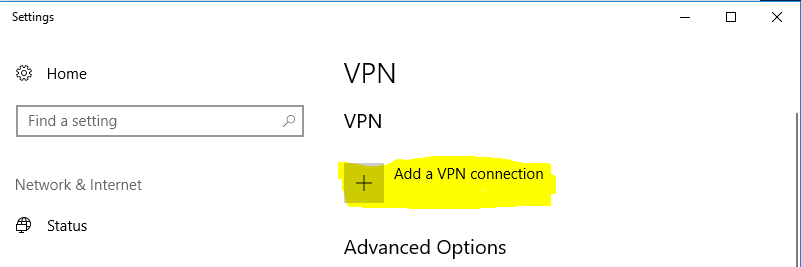 Settings
Home
VPN
Find a setting
VPN
Add a VPN connection
Network & Internet
Status
Advanced Options